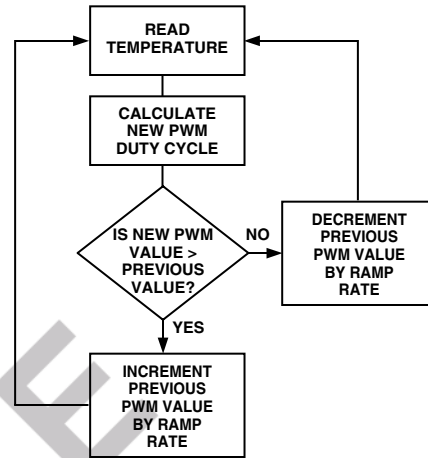 READ
TEMPERATURE
CALCULATE
NEW PWM
DUTY CYCLE
IS NEW PWM
VALUE >
PREVIOUS
VALUE?
NO
DECREMENT
PREVIOUS
PWM VALUE
BY RAMP
RATE
YES
INCREMENT
PREVIOUS
PWM VALUE
BY RAMP
RATE
E